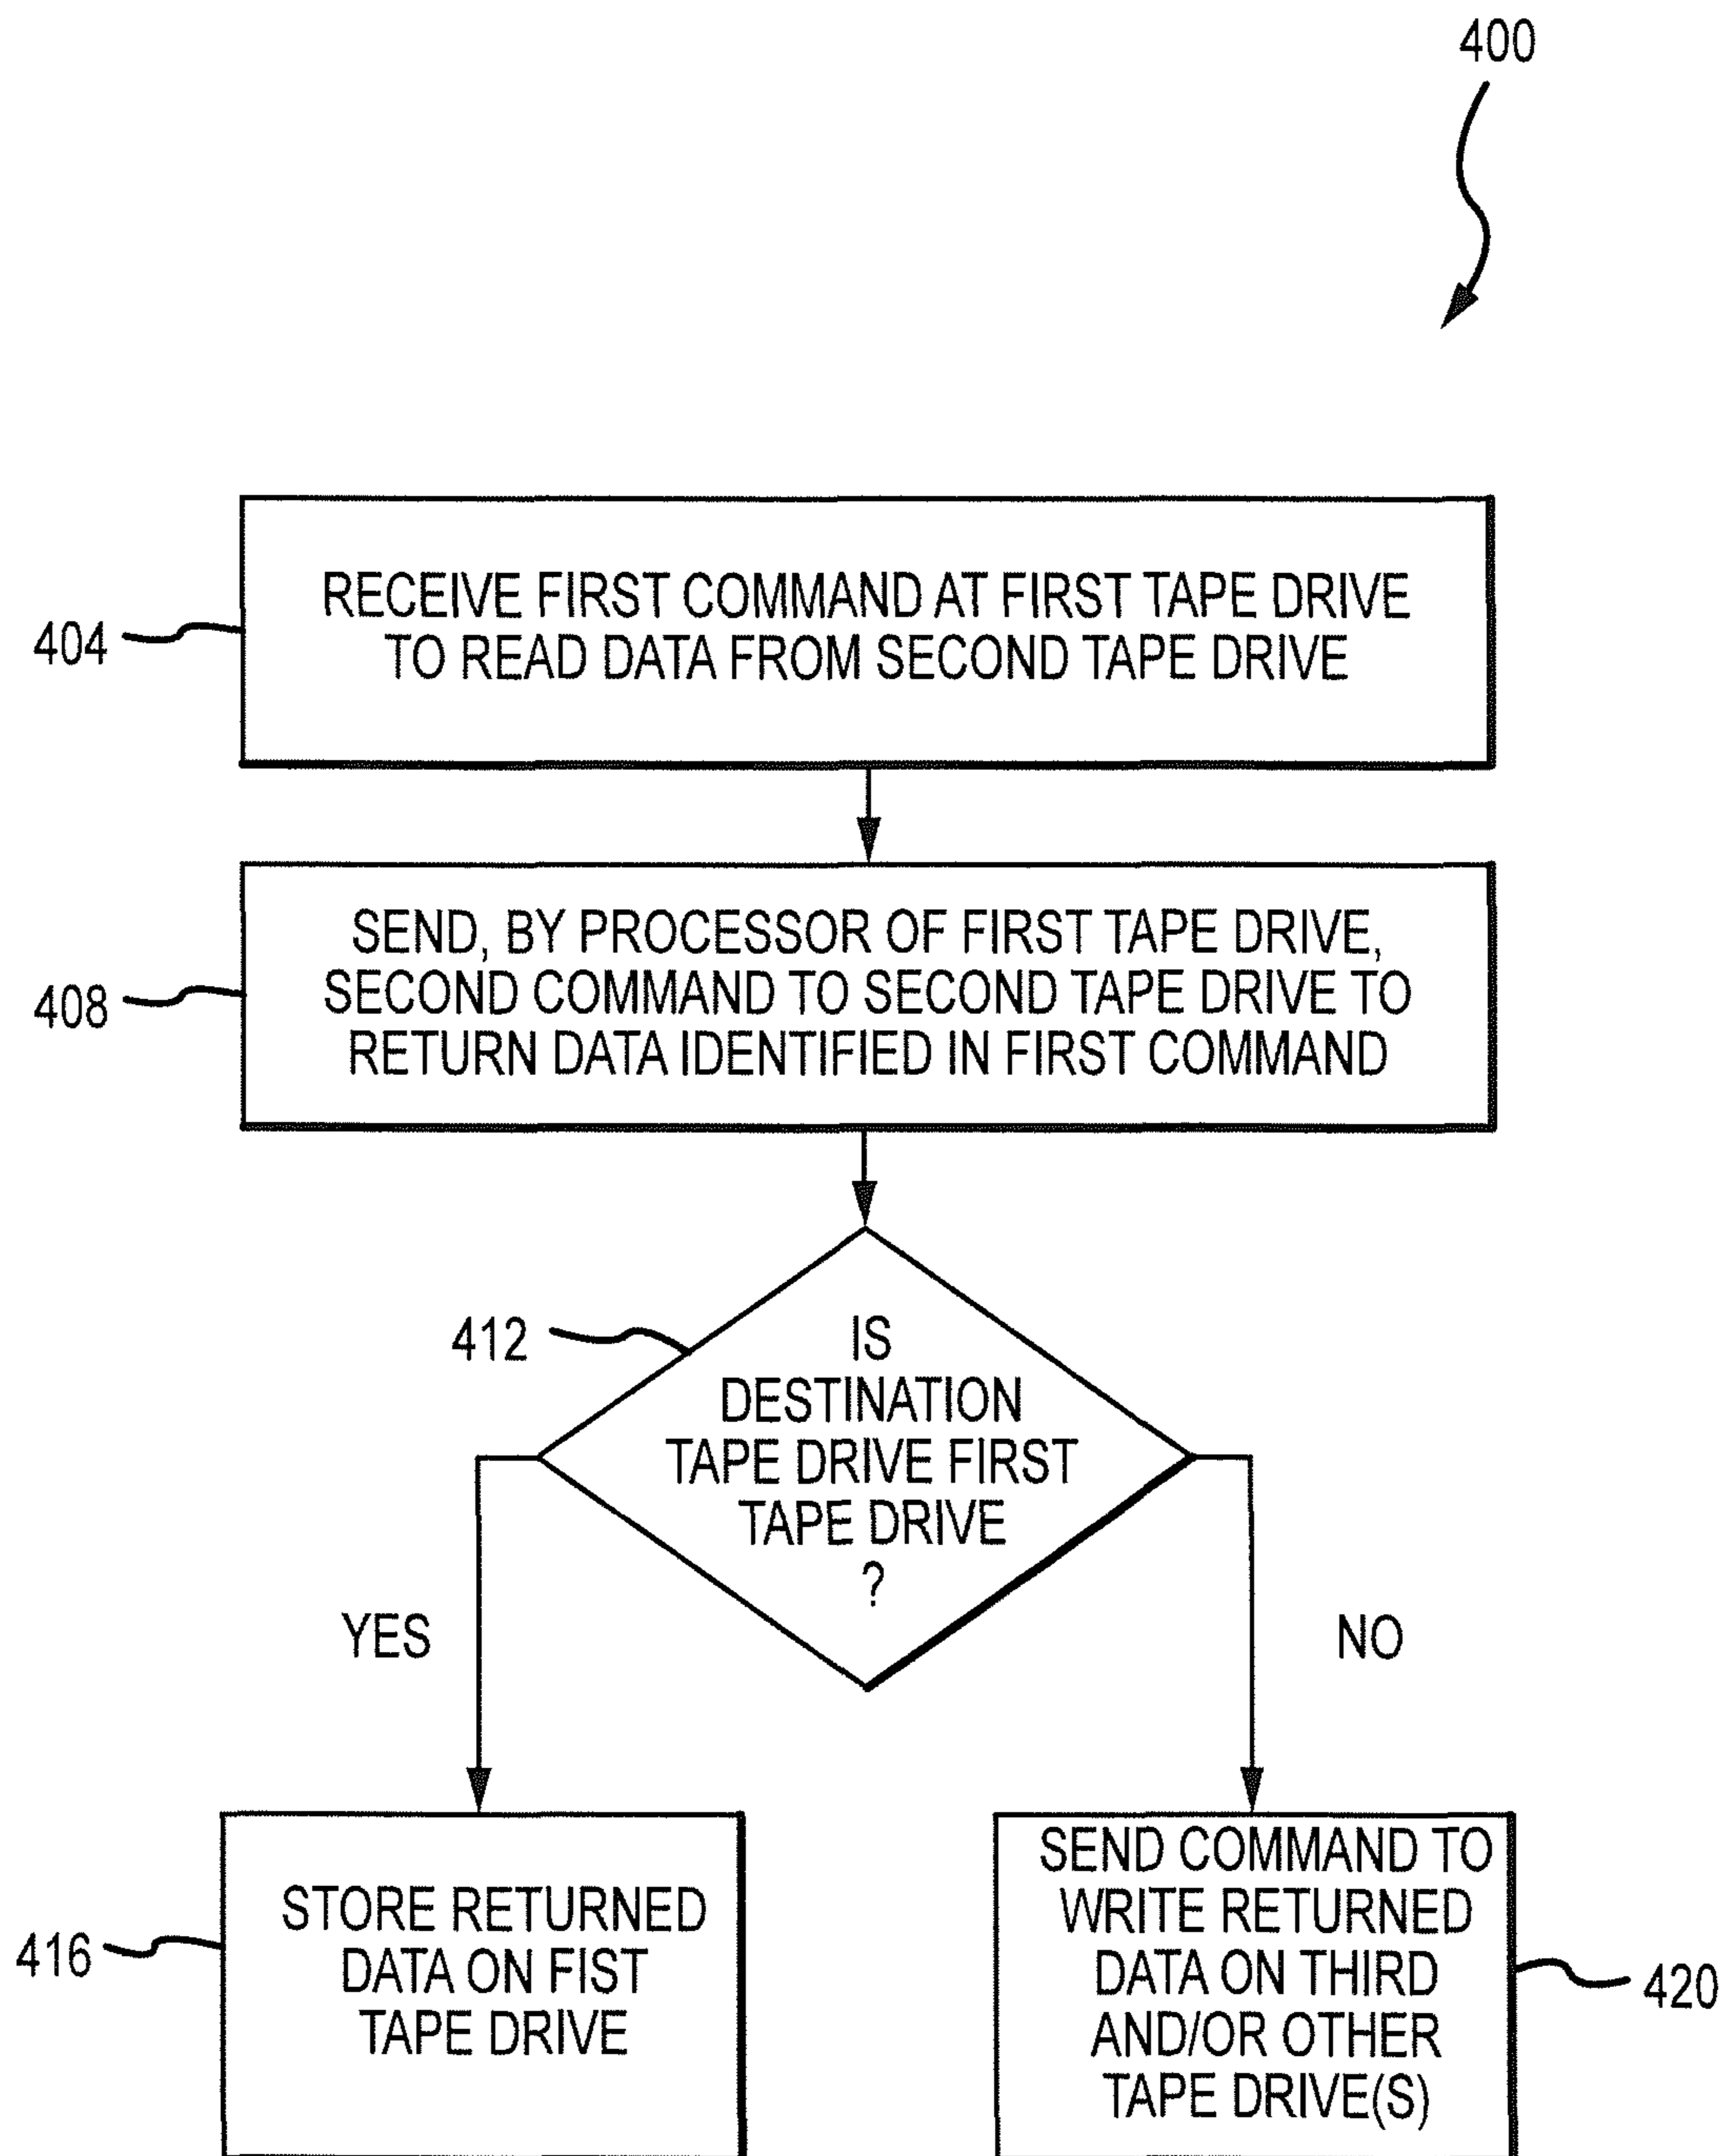 400
404
RECEIVE FIRST COMMAND AT FIRST TAPE DRIVE
TO READ DATA FROM SECOND TAPE DRIVE
408
SEND, BY PROCESSOR OF FIRST TAPE DRIVE,
SECOND COMMAND TO SECOND TAPE DRIVE TO
RETURN DATA IDENTIFIED IN FIRST COMMAND
412
IS
DESTINATION
TAPE DRIVE FIRST
TAPE DRIVE
?
YES
NO
416
STORE RETURNED
DATA ON FIST
TAPE DRIVE
SEND COMMAND TO
WRITE RETURNED
DATA ON THIRD
AND/OR OTHER
TAPE DRIVE(S)
420